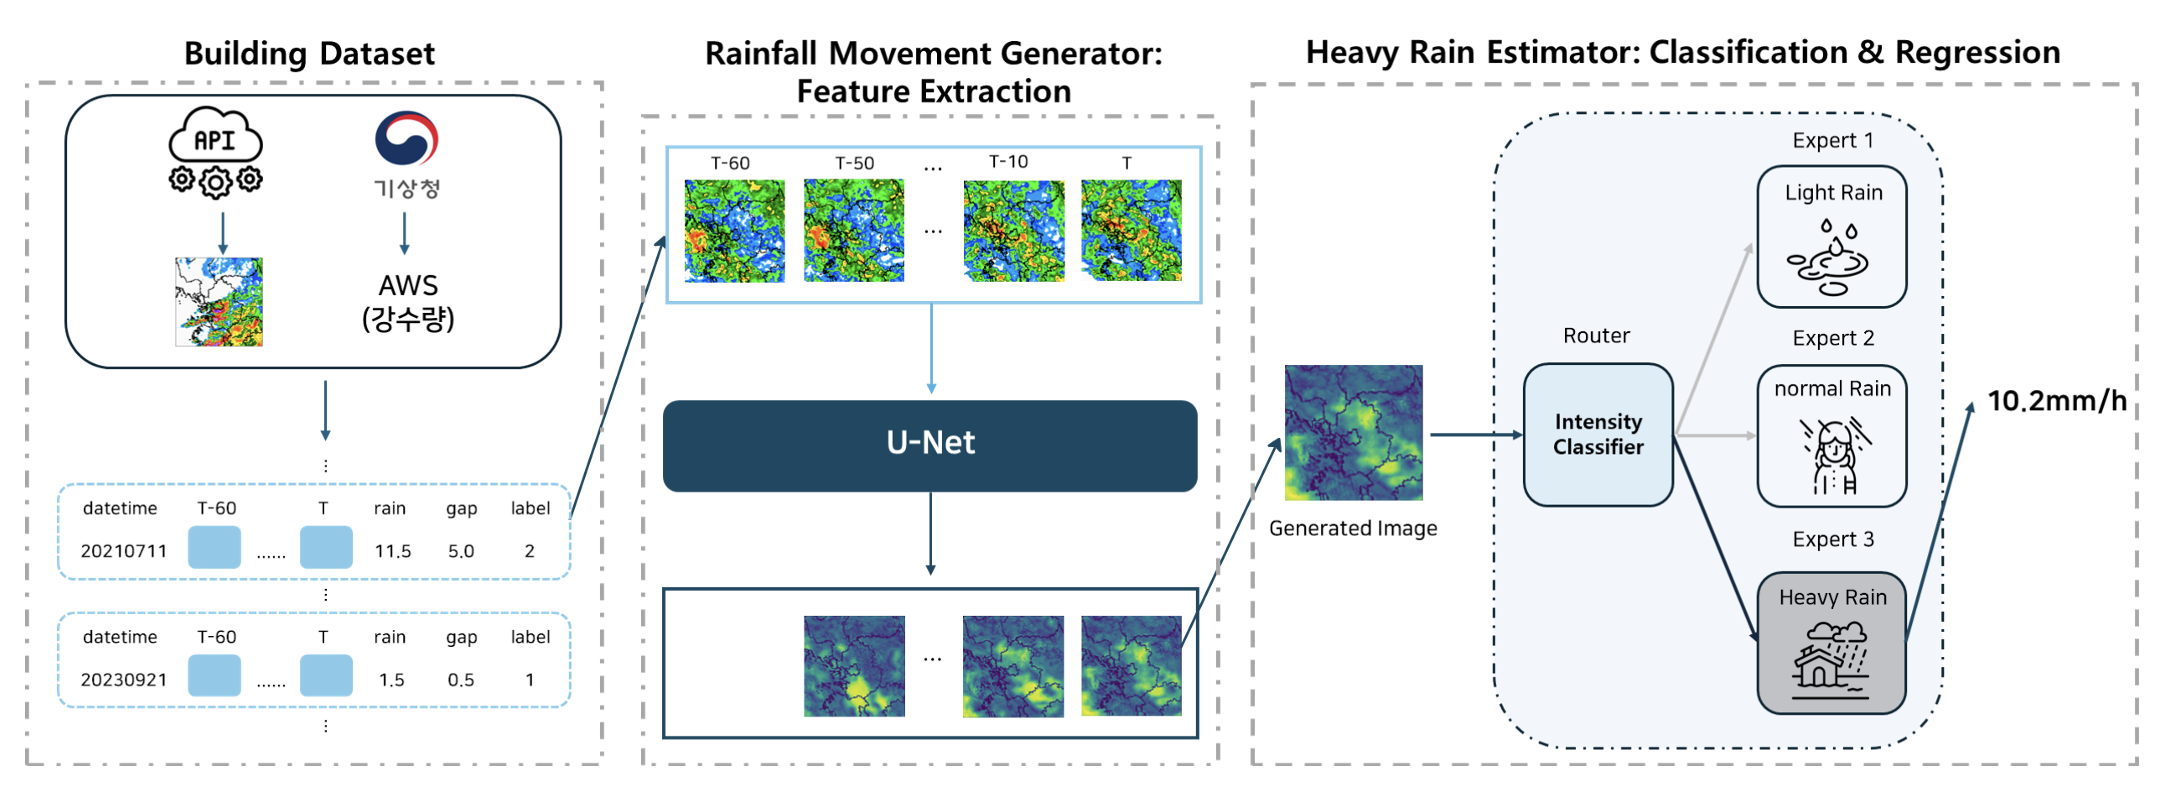 Building Dataset
API
기상청
AWS
(강수량)
⋮
datetime T-60 T rain gap label
20210711 ...... 11.5 5.0 2
⋮
datetime T-60 T rain gap label
20230921 ...... 1.5 0.5 1
⋮
Rainfall Movement Generator:
Feature Extraction
T-60 T-50 ... T-10 T
...
U-Net
...
Heavy Rain Estimator: Classification & Regression
Generated Image
Router
Intensity
Classifier
Expert 1
Light Rain
Expert 2
normal Rain
Expert 3
Heavy Rain
10.2mm/h